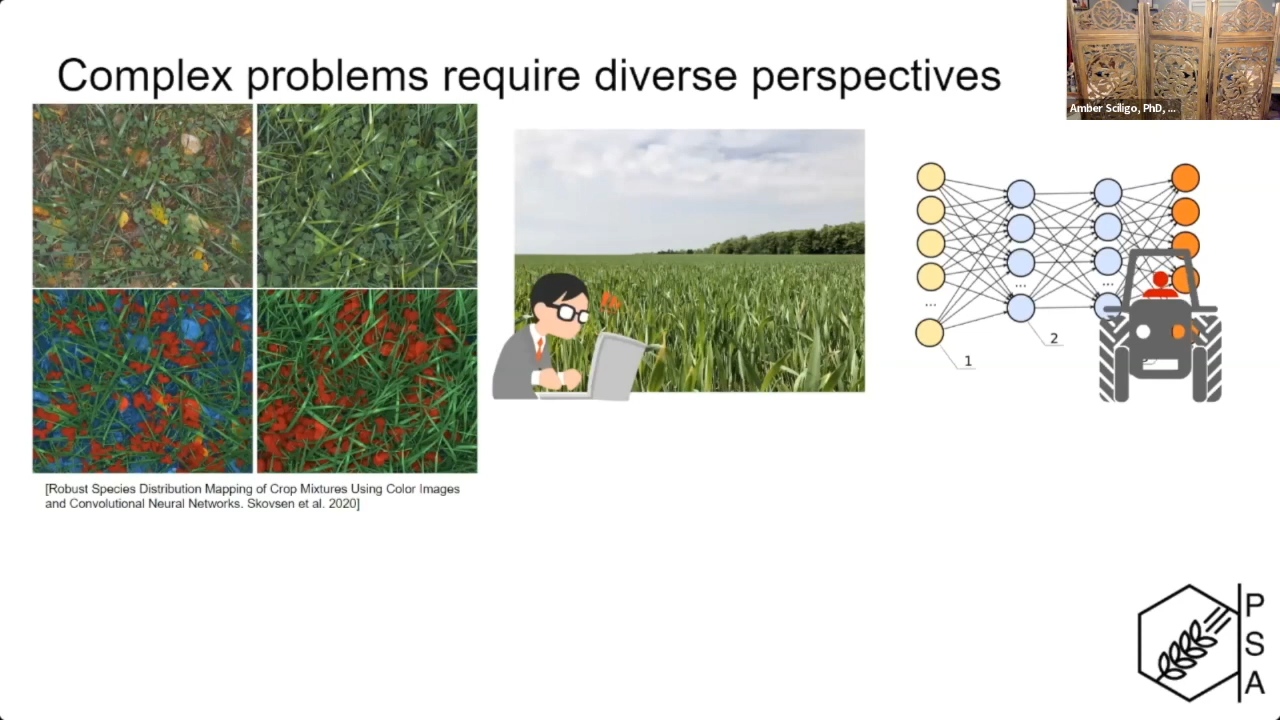 Complex problems require diverse perspectives
Amber Sciligo, PhD, ...
...
...
...
1
2
[Robust Species Distribution Mapping of Crop Mixtures Using Color Images
and Convolutional Neural Networks. Skovsen et al. 2020]
P
S
A